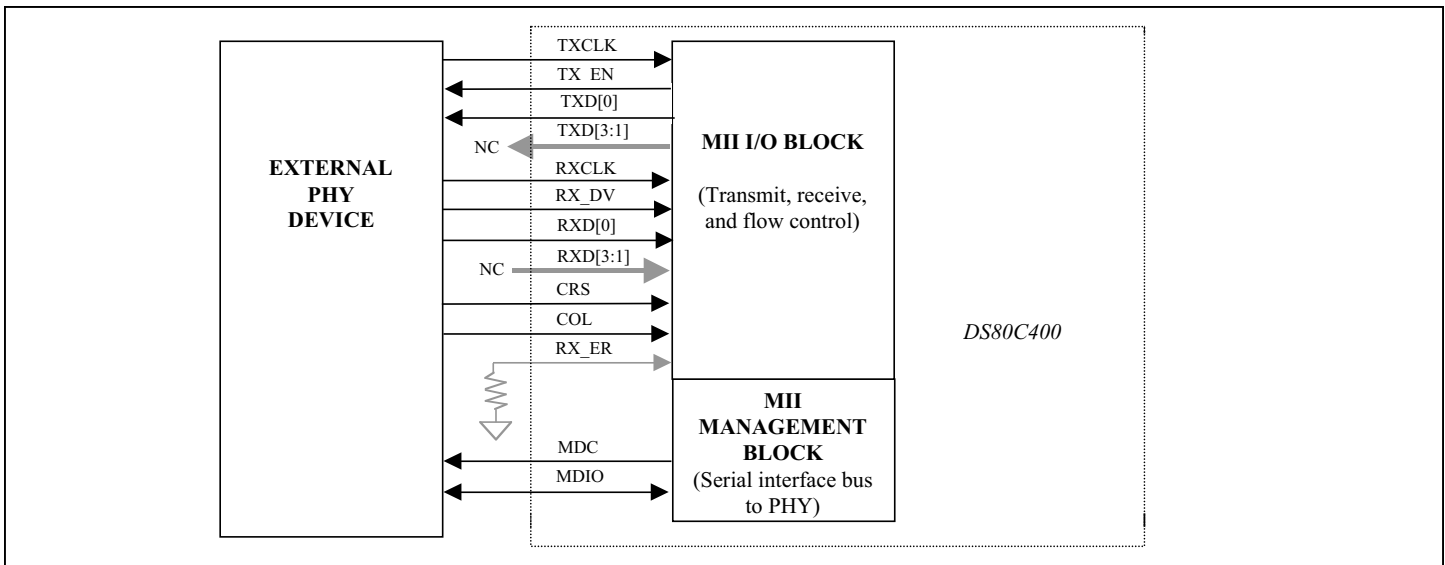 TXCLK
TX EN
TXD[0]
TXD[3:1]
NC
RXCLK
RX_DV
RXD[0]
RXD[3:1]
NC
CRS
COL
RX_ER
MDC
MDIO
EXTERNAL
PHY
DEVICE
MII I/O BLOCK
(Transmit, receive,
and flow control)
MII
MANAGEMENT
BLOCK
(Serial interface bus
to PHY)
DS80C400